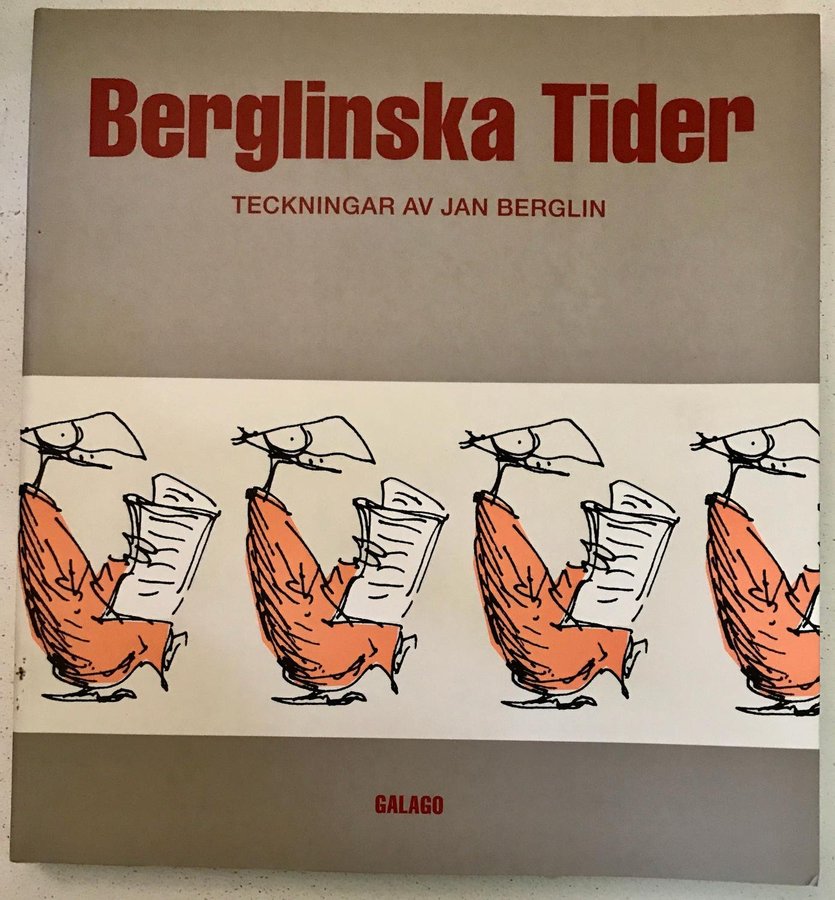 Berglinska Tider
TECKNINGAR AV JAN BERGLIN
GALAGO